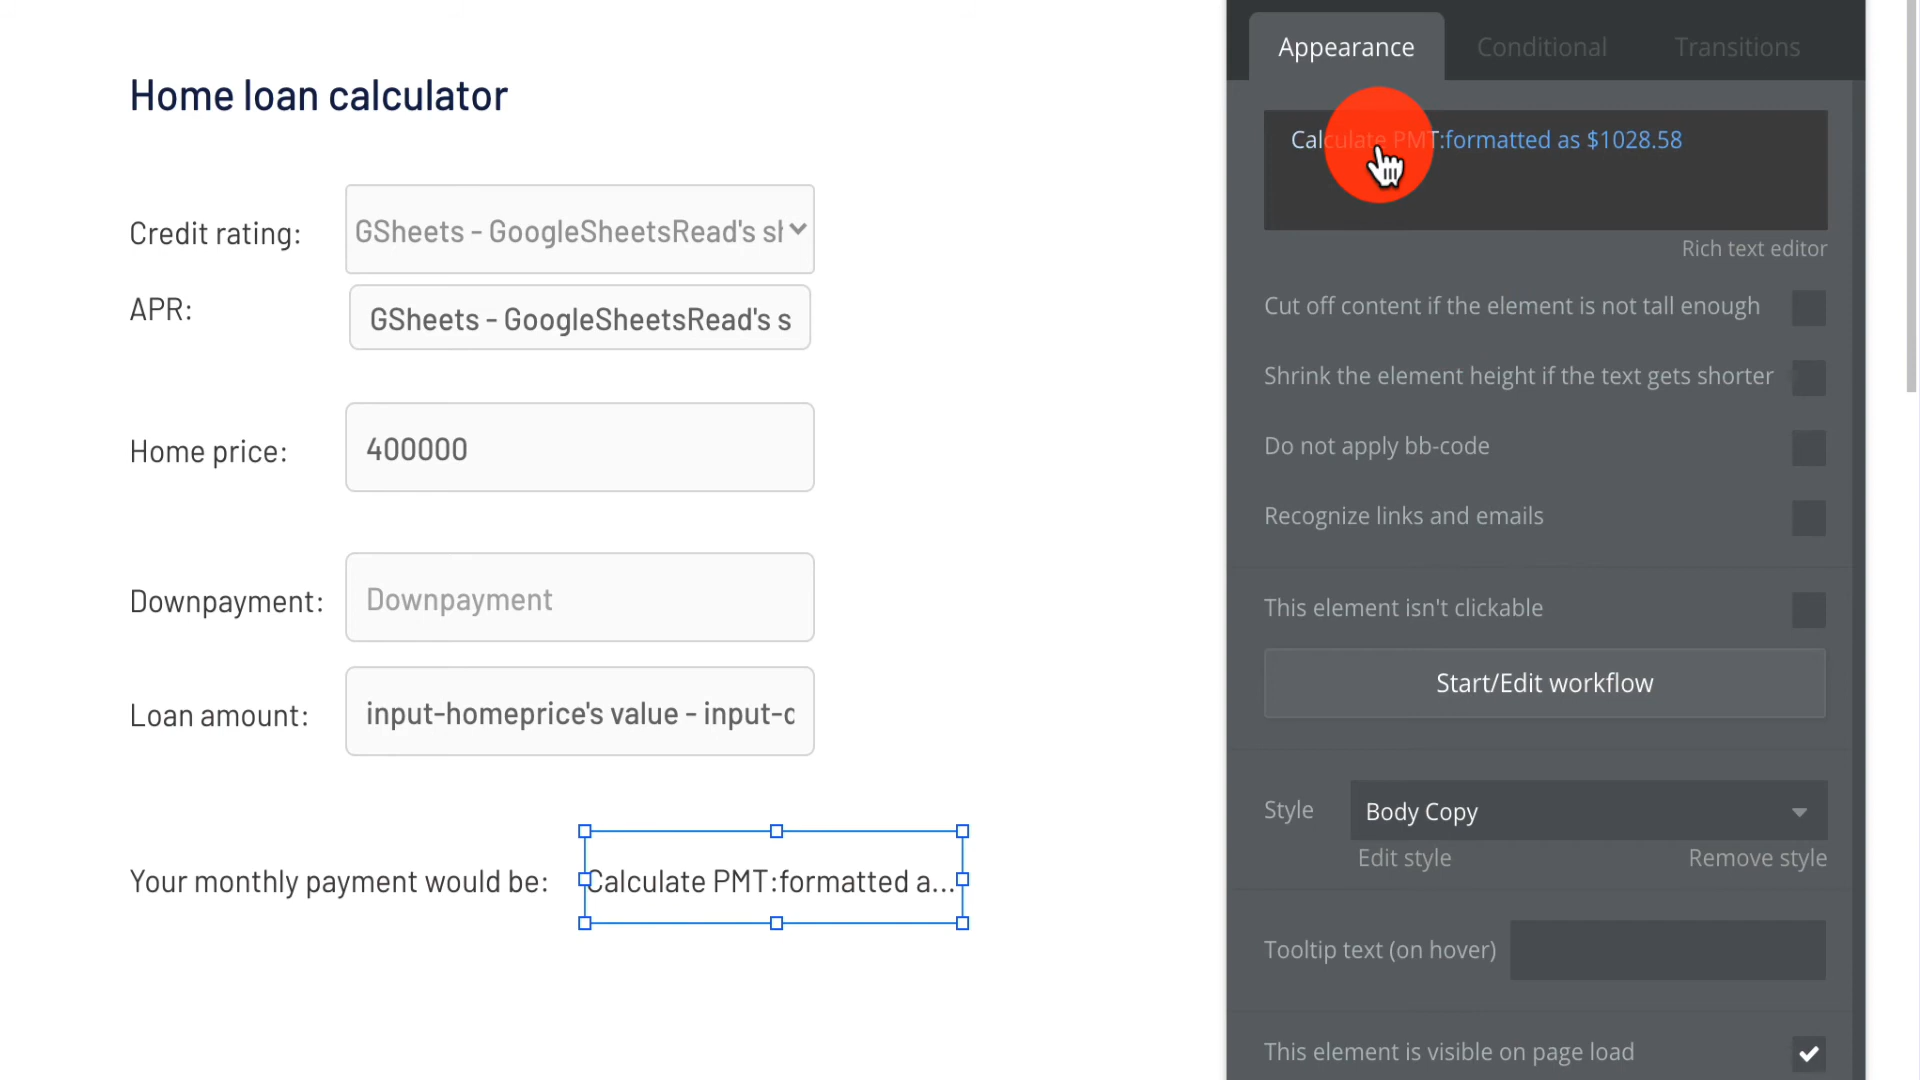 Home loan calculator
Credit rating:
GSheets - GoogleSheetsRead's sh
APR:
GSheets - GoogleSheetsRead's s
Home price:
400000
Downpayment:
Downpayment
Loan amount:
input-homeprice's value - input-d
Your monthly payment would be:
Calculate PMT:formatted a...
Appearance
Conditional
Transitions
Calculate PMT:formatted as $1028.58
Rich text editor
Cut off content if the element is not tall enough
Shrink the element height if the text gets shorter
Do not apply bb-code
Recognize links and emails
This element isn't clickable
Start/Edit workflow
Style
Body Copy
Edit style
Remove style
Tooltip text (on hover)
This element is visible on page load